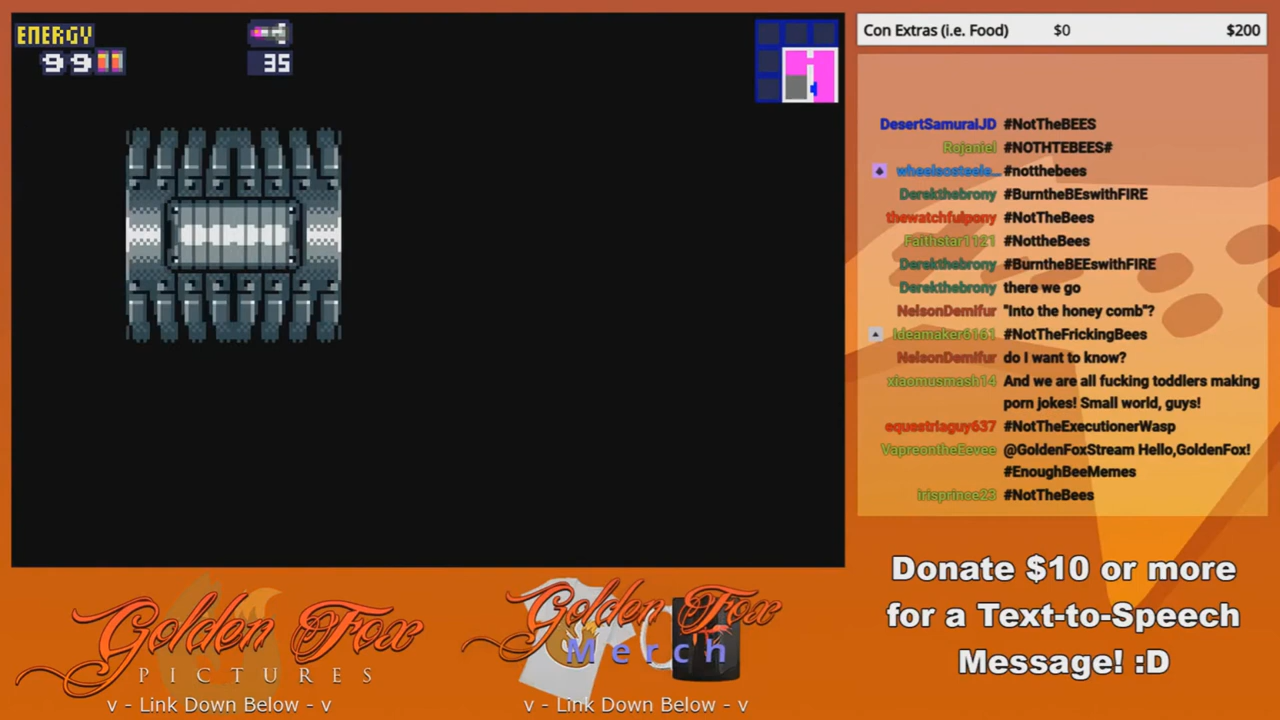 ENERGY
99
35
Con Extras (i.e. Food) $0 $200
DesertSamuraiJD #NotTheBEES
Rojaniel #NOTHTEBEES#
wheelsosteele... #notthebees
Derekthebrony #BurntheBEswithFIRE
thewatchfulpony #NotTheBees
Faithstar1121 #NottheBees
Derekthebrony #BurntheBEEswithFIRE
Derekthebrony there we go
NelsonDemifur "Into the honey comb"?
Ideamaker6161 #NotTheFrickingBees
NelsonDemifur do I want to know?
xiaomusmash14 And we are all fucking toddlers making
porn jokes! Small world, guys!
equestriaguy637 #NotTheExecutionerWasp
VapreontheEevee @GoldenFoxStream Hello,GoldenFox!
#EnoughBeeMemes
irisprince23 #NotTheBees
Donate $10 or more
for a Text-to-Speech
Message! :D
Golden Fox
PICTURES
v - Link Down Below - v
Golden Fox
Merch
v - Link Down Below - v